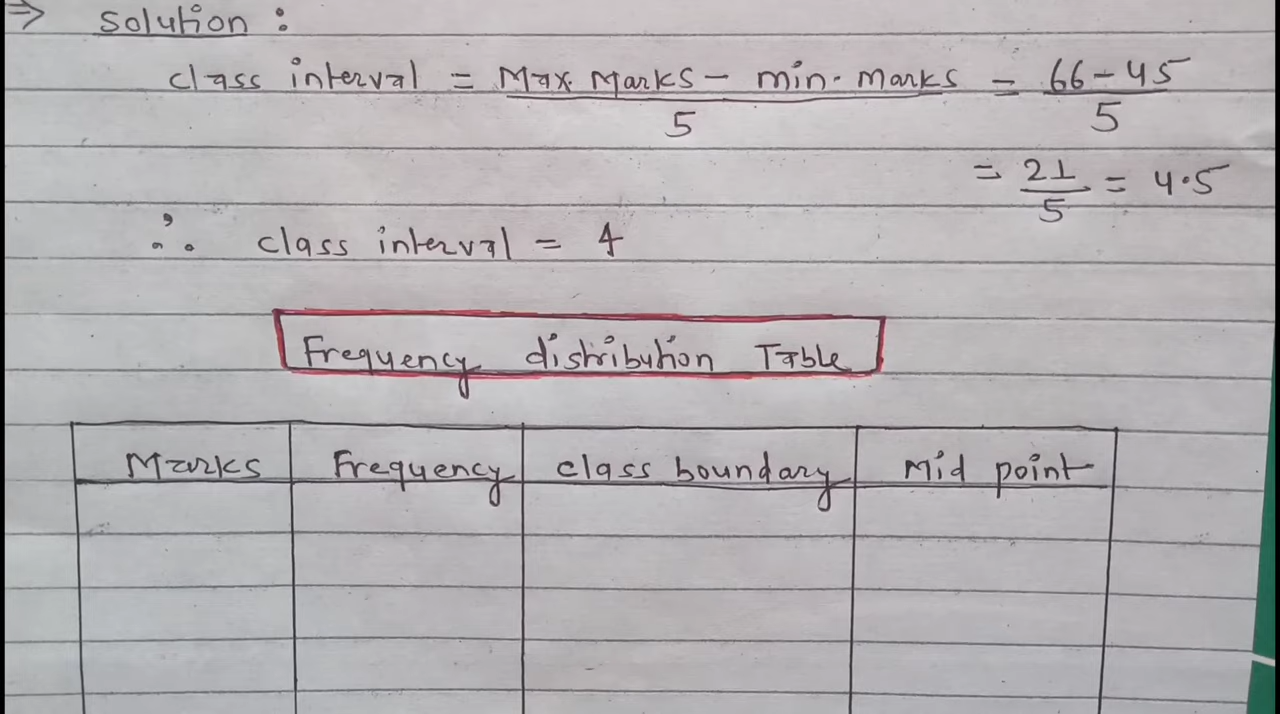 ⇒ solution :
class interval = Max. Marks - min. marks / 5 = 66-45 / 5
= 21/5 = 4.5
∴ class interval = 4
Frequency distribution Table
Marks Frequency class boundary Mid point